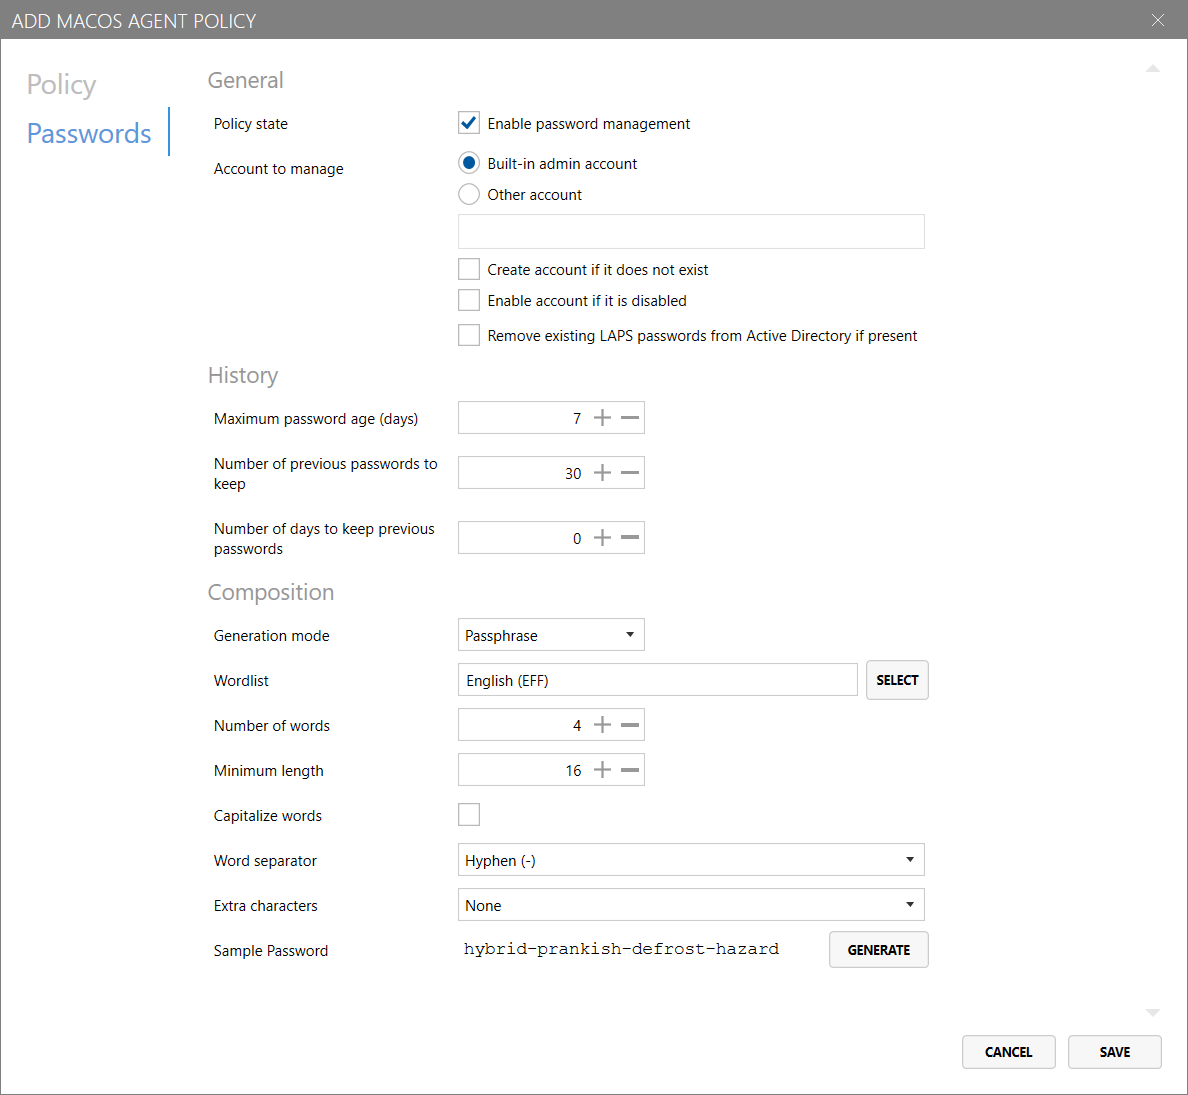 ADD MACOS AGENT POLICY
Policy
Passwords
General
Policy state
Enable password management
Account to manage
Built-in admin account
Other account
Create account if it does not exist
Enable account if it is disabled
Remove existing LAPS passwords from Active Directory if present
History
Maximum password age (days)
7
Number of previous passwords to
keep
30
Number of days to keep previous
passwords
0
Composition
Generation mode
Passphrase
Wordlist
English (EFF)
SELECT
Number of words
4
Minimum length
16
Capitalize words
Word separator
Hyphen (-)
Extra characters
None
Sample Password
hybrid-prankish-defrost-hazard
GENERATE
CANCEL
SAVE